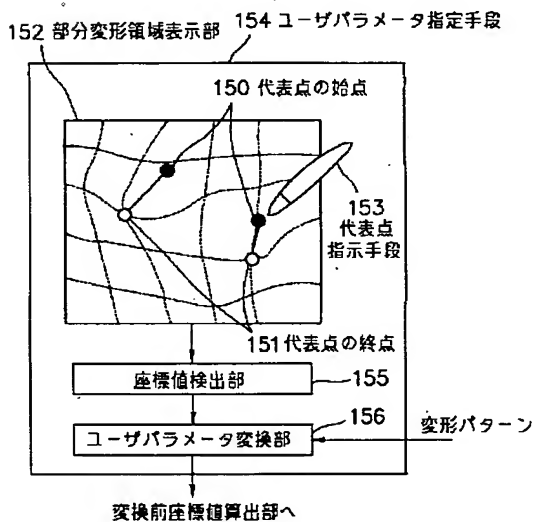 154 ユーザパラメータ指定手段
152 部分変形領域表示部
150 代表点の始点
153
代表点
指示手段
151 代表点の終点
座標値検出部
155
156
ユーザパラメータ変換部
変形パターン
変換前座標値算出部へ